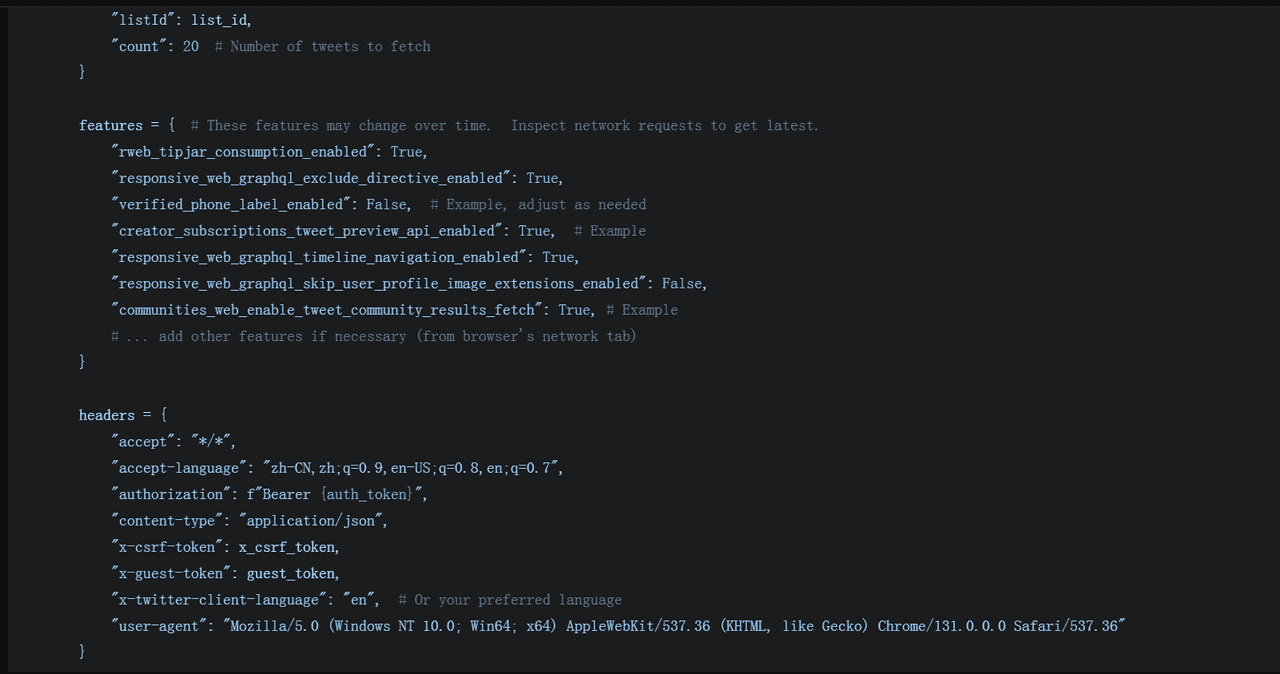 "listId": list_id,
"count": 20  # Number of tweets to fetch
}
features = {  # These features may change over time.  Inspect network requests to get latest.
"rweb_tipjar_consumption_enabled": True,
"responsive_web_graphql_exclude_directive_enabled": True,
"verified_phone_label_enabled": False,  # Example, adjust as needed
"creator_subscriptions_tweet_preview_api_enabled": True,  # Example
"responsive_web_graphql_timeline_navigation_enabled": True,
"responsive_web_graphql_skip_user_profile_image_extensions_enabled": False,
"communities_web_enable_tweet_community_results_fetch": True, # Example
# ... add other features if necessary (from browser's network tab)
}
headers = {
"accept": "*/*",
"accept-language": "zh-CN,zh;q=0.9,en-US;q=0.8,en;q=0.7",
"authorization": f"Bearer {auth_token}",
"content-type": "application/json",
"x-csrf-token": x_csrf_token,
"x-guest-token": guest_token,
"x-twitter-client-language": "en",  # Or your preferred language
"user-agent": "Mozilla/5.0 (Windows NT 10.0; Win64; x64) AppleWebKit/537.36 (KHTML, like Gecko) Chrome/131.0.0.0 Safari/537.36"
}